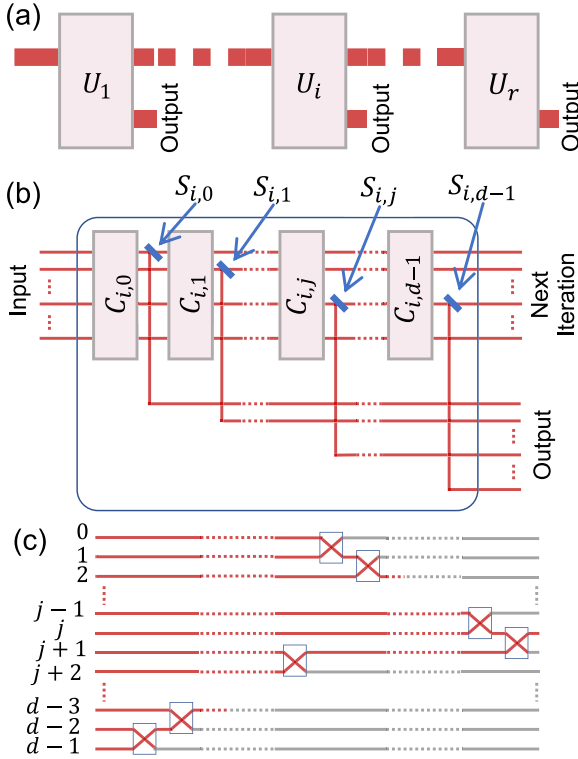 (a)
U₁ Output
Uᵢ Output
Uᵣ Output
(b)
Sᵢ,₀ Sᵢ,₁ Sᵢ,ⱼ Sᵢ,d−1
Input
Cᵢ,₀ Cᵢ,₁ Cᵢ,ⱼ Cᵢ,d−1
Next
Iteration
Output
(c)
0
1
2
j − 1
j
j + 1
j + 2
d − 3
d − 2
d − 1